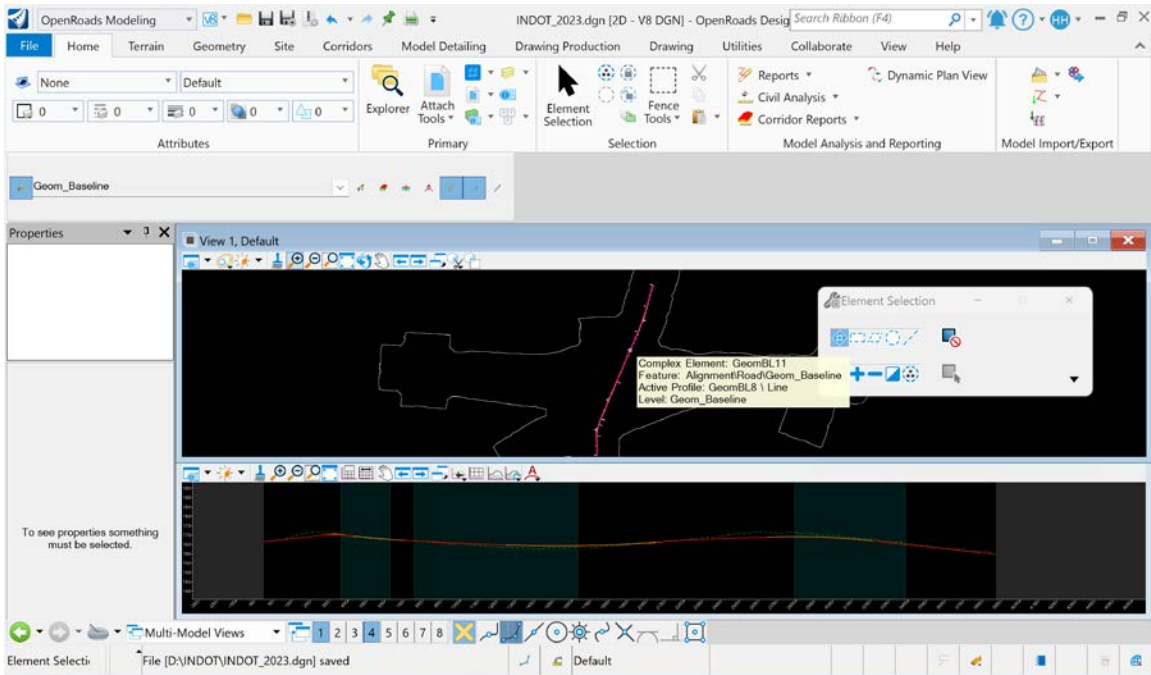 OpenRoads Modeling
INDOT_2023.dgn [2D - V8 DGN] - OpenRoads Desig
Search Ribbon (F4)
HH
File Home Terrain Geometry Site Corridors Model Detailing Drawing Production Drawing Utilities Collaborate View Help
None Default
0 0 0 0 0
Attributes
Explorer
Attach Tools
Primary
Element Selection
Fence Tools
Selection
Reports
Civil Analysis
Corridor Reports
Dynamic Plan View
Model Analysis and Reporting
Model Import/Export
Geom_Baseline
Properties
To see properties something
must be selected.
View 1, Default
Element Selection
Complex Element: GeomBL11
Feature: Alignment\Road\Geom_Baseline
Active Profile: GeomBL8 \ Line
Level: Geom_Baseline
Multi-Model Views 1 2 3 4 5 6 7 8
Element Selecti File [D:\INDOT\INDOT_2023.dgn] saved Default